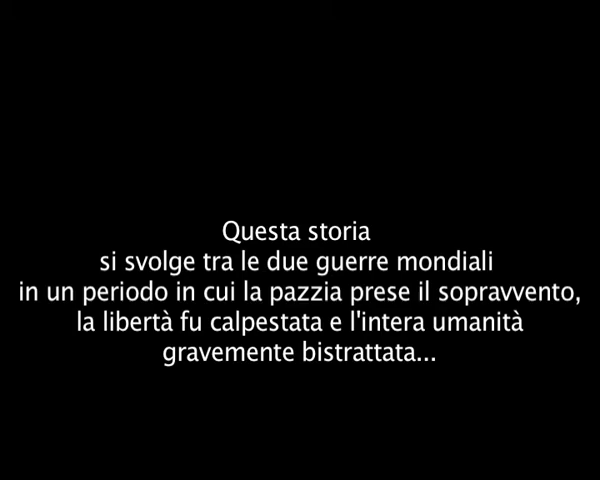 Questa storia
si svolge tra le due guerre mondiali
in un periodo in cui la pazzia prese il sopravvento,
la libertà fu calpestata e l'intera umanità
gravemente bistrattata...